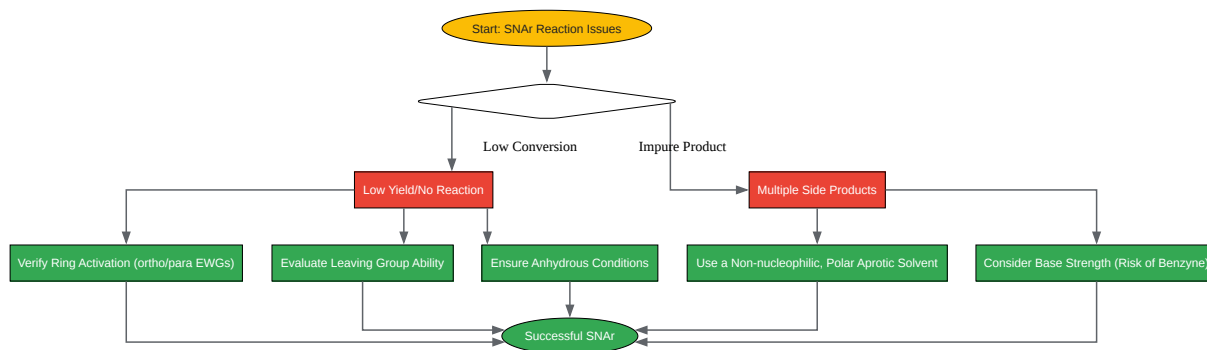 Start: SNAr Reaction Issues
Low Conversion
Impure Product
Low Yield/No Reaction
Multiple Side Products
Verify Ring Activation (ortho/para EWGs)
Evaluate Leaving Group Ability
Ensure Anhydrous Conditions
Use a Non-nucleophilic, Polar Aprotic Solvent
Consider Base Strength (Risk of Benzyne)
Successful SNAr